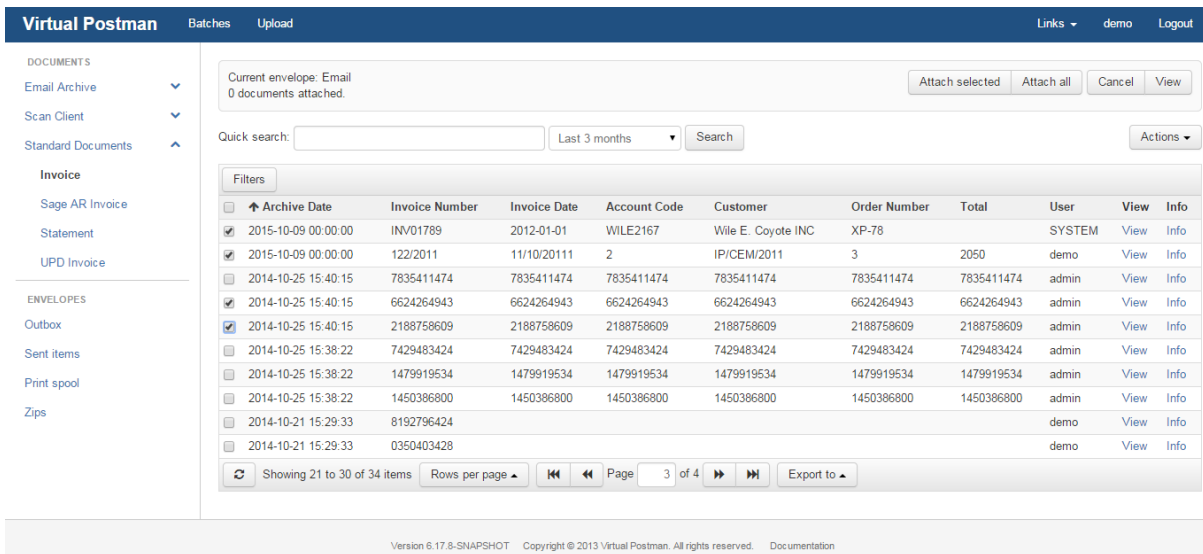 Virtual Postman Batches Upload Links demo Logout
DOCUMENTS
Email Archive
Scan Client
Standard Documents
Invoice
Sage AR Invoice
Statement
UPD Invoice
ENVELOPES
Outbox
Sent items
Print spool
Zips
Current envelope: Email
0 documents attached.
Attach selected Attach all Cancel View
Quick search: Last 3 months Search Actions
Filters
Archive Date Invoice Number Invoice Date Account Code Customer Order Number Total User View Info
2015-10-09 00:00:00 INV01789 2012-01-01 WILE2167 Wile E. Coyote INC XP-78 SYSTEM View Info
2015-10-09 00:00:00 122/2011 11/10/20111 2 IP/CEM/2011 3 2050 demo View Info
2014-10-25 15:40:15 7835411474 7835411474 7835411474 7835411474 7835411474 7835411474 admin View Info
2014-10-25 15:40:15 6624264943 6624264943 6624264943 6624264943 6624264943 6624264943 admin View Info
2014-10-25 15:40:15 2188758609 2188758609 2188758609 2188758609 2188758609 2188758609 admin View Info
2014-10-25 15:38:22 7429483424 7429483424 7429483424 7429483424 7429483424 7429483424 admin View Info
2014-10-25 15:38:22 1479919534 1479919534 1479919534 1479919534 1479919534 1479919534 admin View Info
2014-10-25 15:38:22 1450386800 1450386800 1450386800 1450386800 1450386800 1450386800 admin View Info
2014-10-21 15:29:33 8192796424 demo View Info
2014-10-21 15:29:33 0350403428 demo View Info
Showing 21 to 30 of 34 items Rows per page Page 3 of 4 Export to
Version 6.17.8-SNAPSHOT Copyright © 2013 Virtual Postman. All rights reserved. Documentation